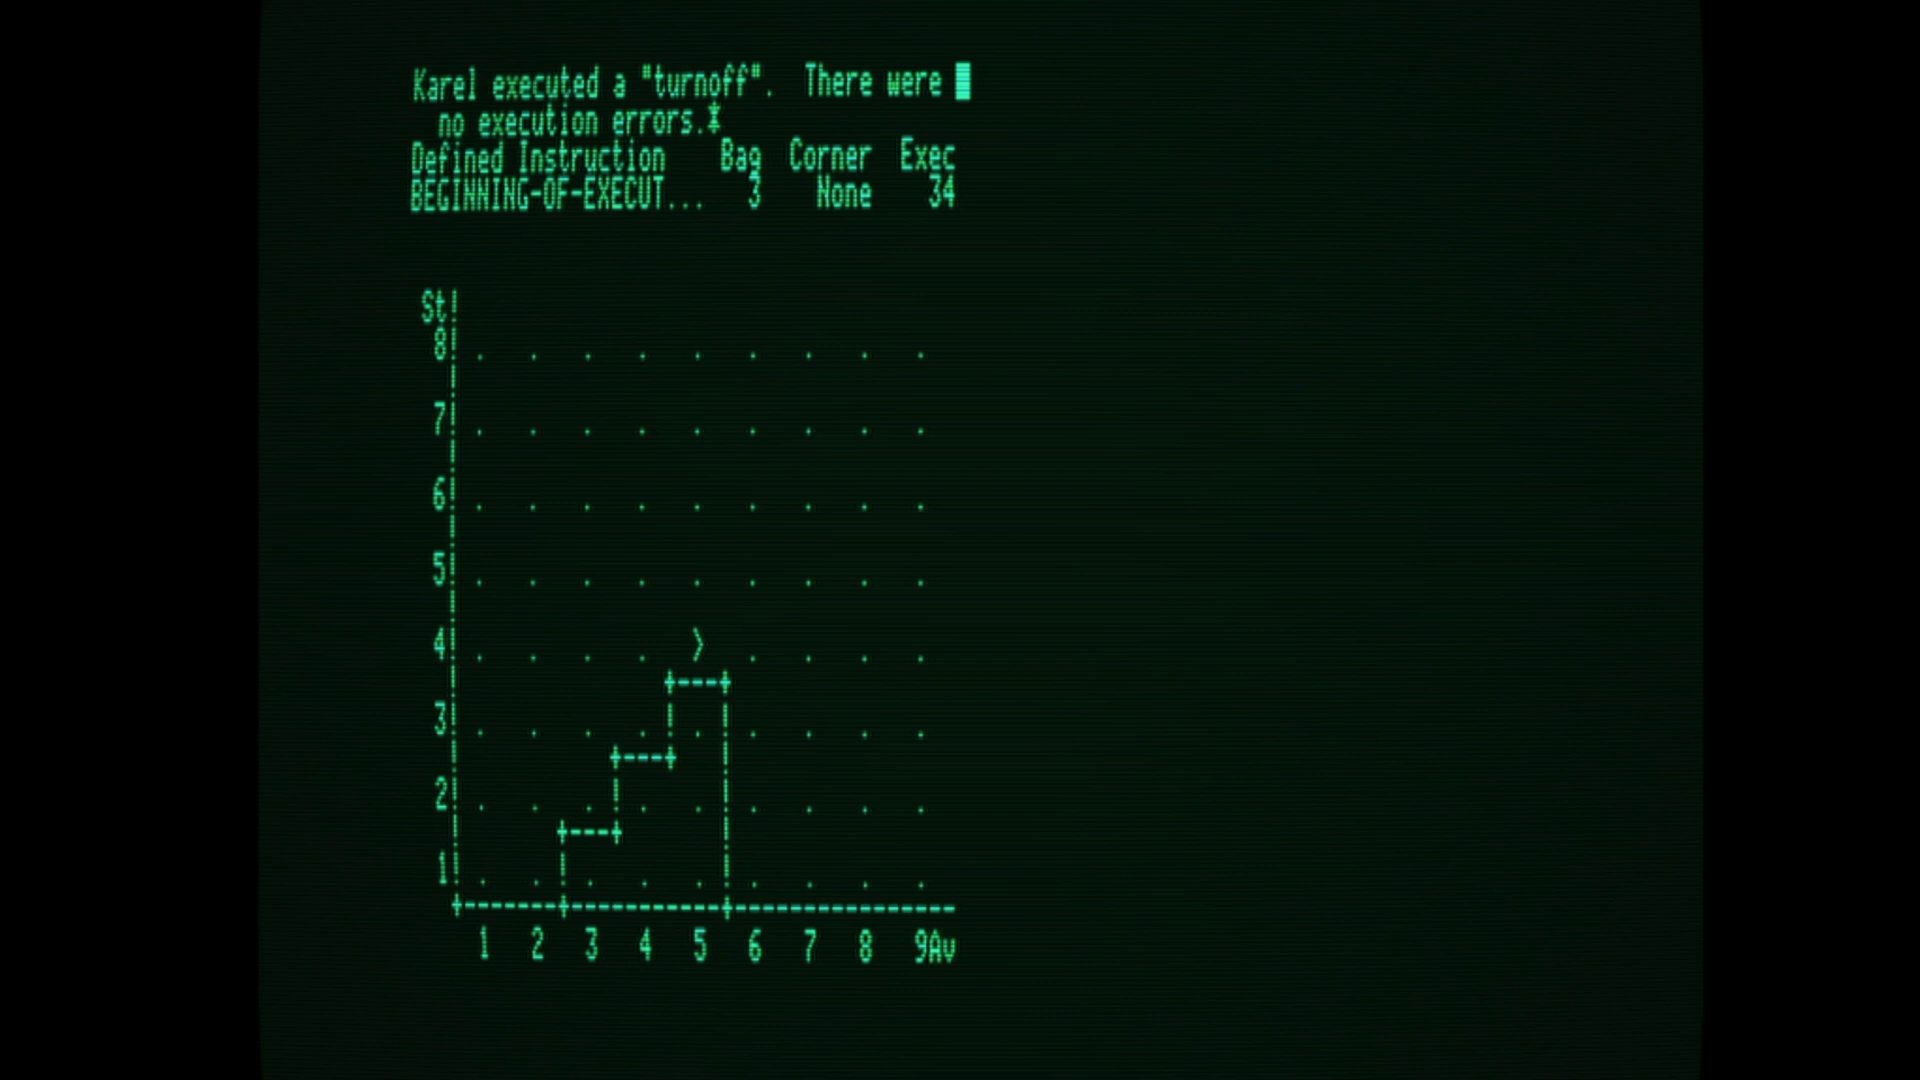 Karel executed a "turnoff".  There were
no execution errors.*
Defined Instruction    Bag  Corner  Exec
BEGINNING-OF-EXECUT...   3    None    34
St
8
7
6
5
4 >
3
2
1
1 2 3 4 5 6 7 8 9Av